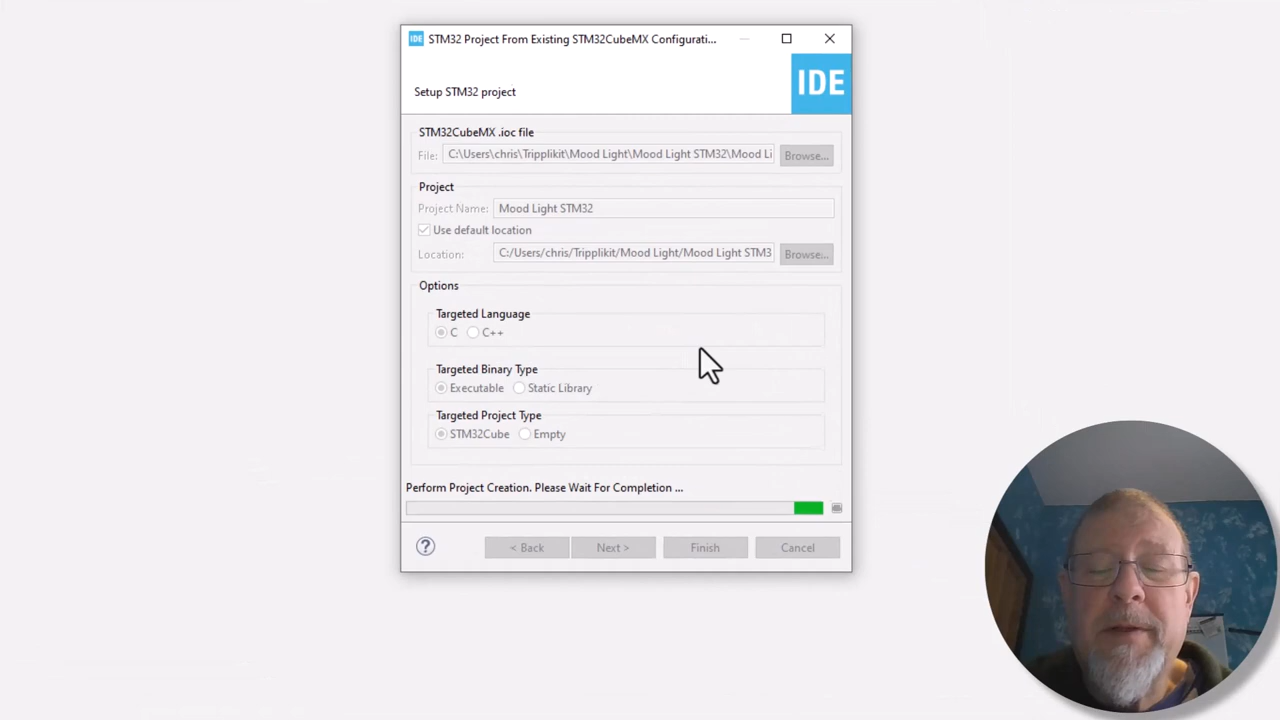 IDE STM32 Project From Existing STM32CubeMX Configurati...
Setup STM32 project
IDE
STM32CubeMX .ioc file
File: C:\Users\chris\Tripplikit\Mood Light\Mood Light STM32\Mood Li Browse...
Project
Project Name: Mood Light STM32
Use default location
Location: C:/Users/chris/Tripplikit/Mood Light/Mood Light STM3 Browse...
Options
Targeted Language
C C++
Targeted Binary Type
Executable Static Library
Targeted Project Type
STM32Cube Empty
Perform Project Creation. Please Wait For Completion ...
? < Back Next > Finish Cancel